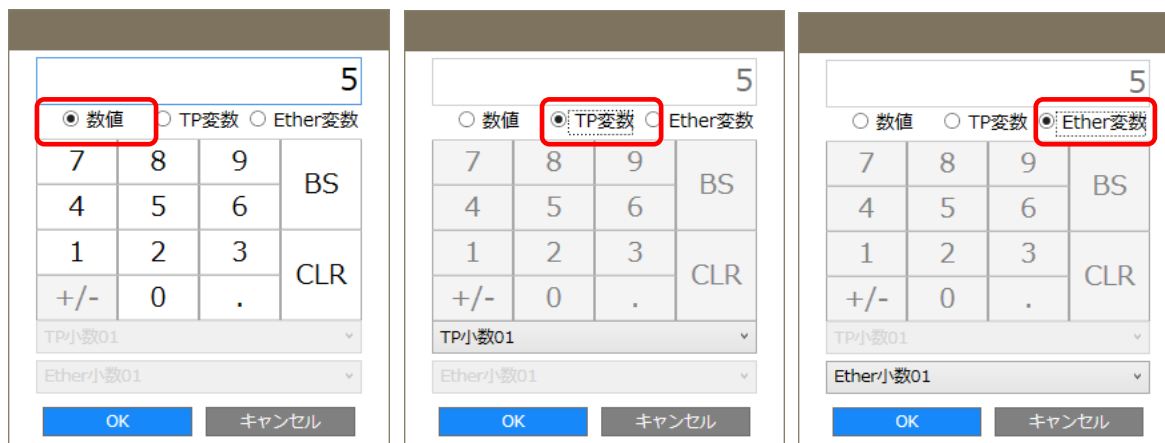 5
数値 TP変数 Ether変数
7 8 9 BS
4 5 6
1 2 3 CLR
+/- 0 .
TP小数01
Ether小数01
OK キャンセル
5
数値 TP変数 Ether変数
7 8 9 BS
4 5 6
1 2 3 CLR
+/- 0 .
TP小数01
Ether小数01
OK キャンセル
5
数値 TP変数 Ether変数
7 8 9 BS
4 5 6
1 2 3 CLR
+/- 0 .
TP小数01
Ether小数01
OK キャンセル